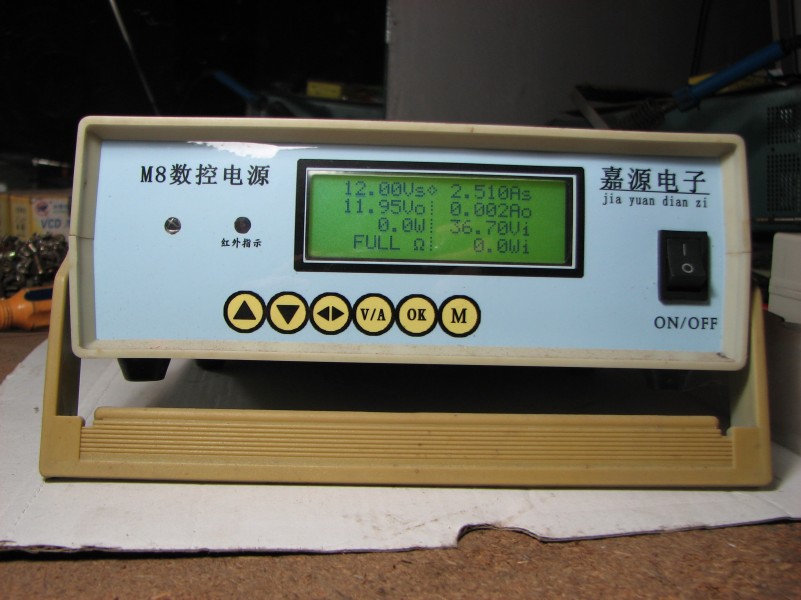 M8数控电源
嘉源电子
jia yuan dian zi
红外指示
12.00Vs◇ 2.510As
11.95Vo 0.002Ao
0.0W 36.70Vi
FULL Ω 0.0Wi
V/A
OK
M
ON/OFF
VCD